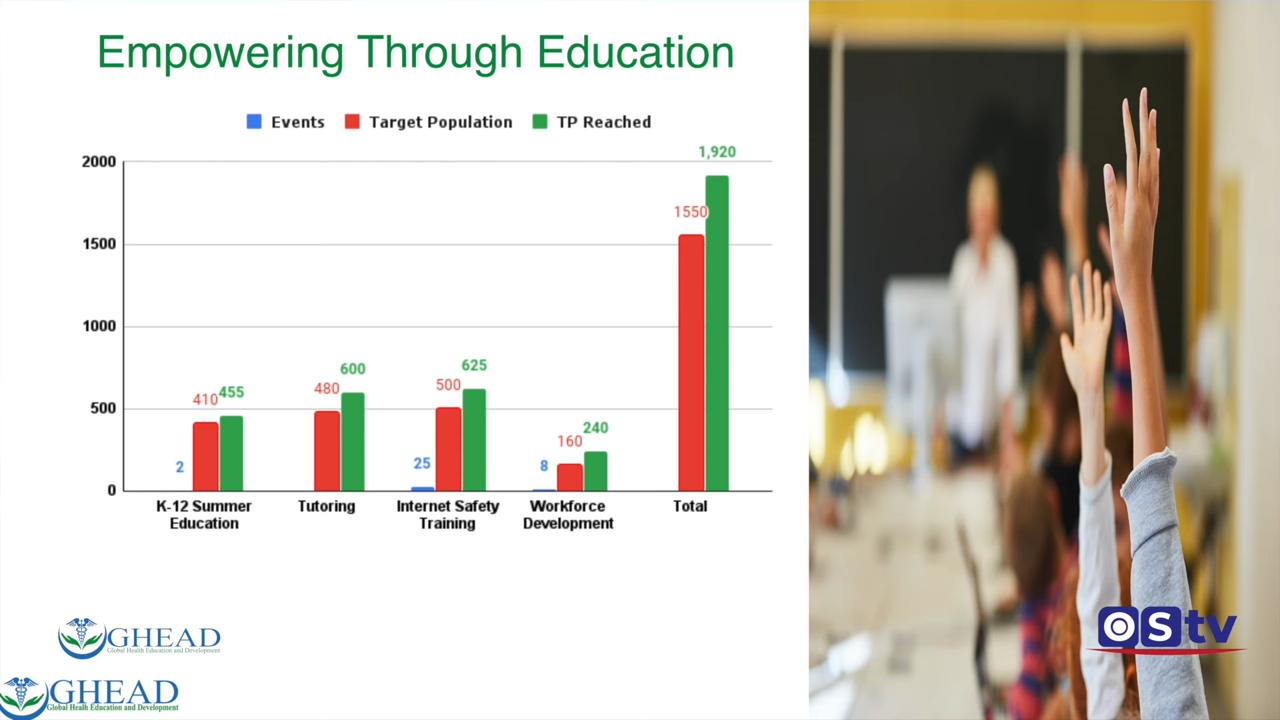 Empowering Through Education
Events Target Population TP Reached
2000
1500
1000
500
0
2
410
455
480
600
25
500
625
8
160
240
1550
1,920
K-12 Summer
Education
Tutoring
Internet Safety
Training
Workforce
Development
Total
GHEAD
Global Health Education and Development
GHEAD
Global Health Education and Development
OStv